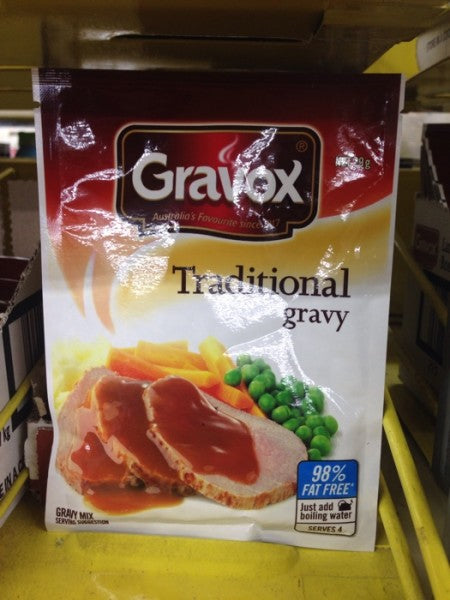 Gravox®
Australia's Favourite since
29g
Traditional
gravy
98%
FAT FREE*
Just add
boiling water
SERVES 4
GRAVY MIX
SERVING SUGGESTION